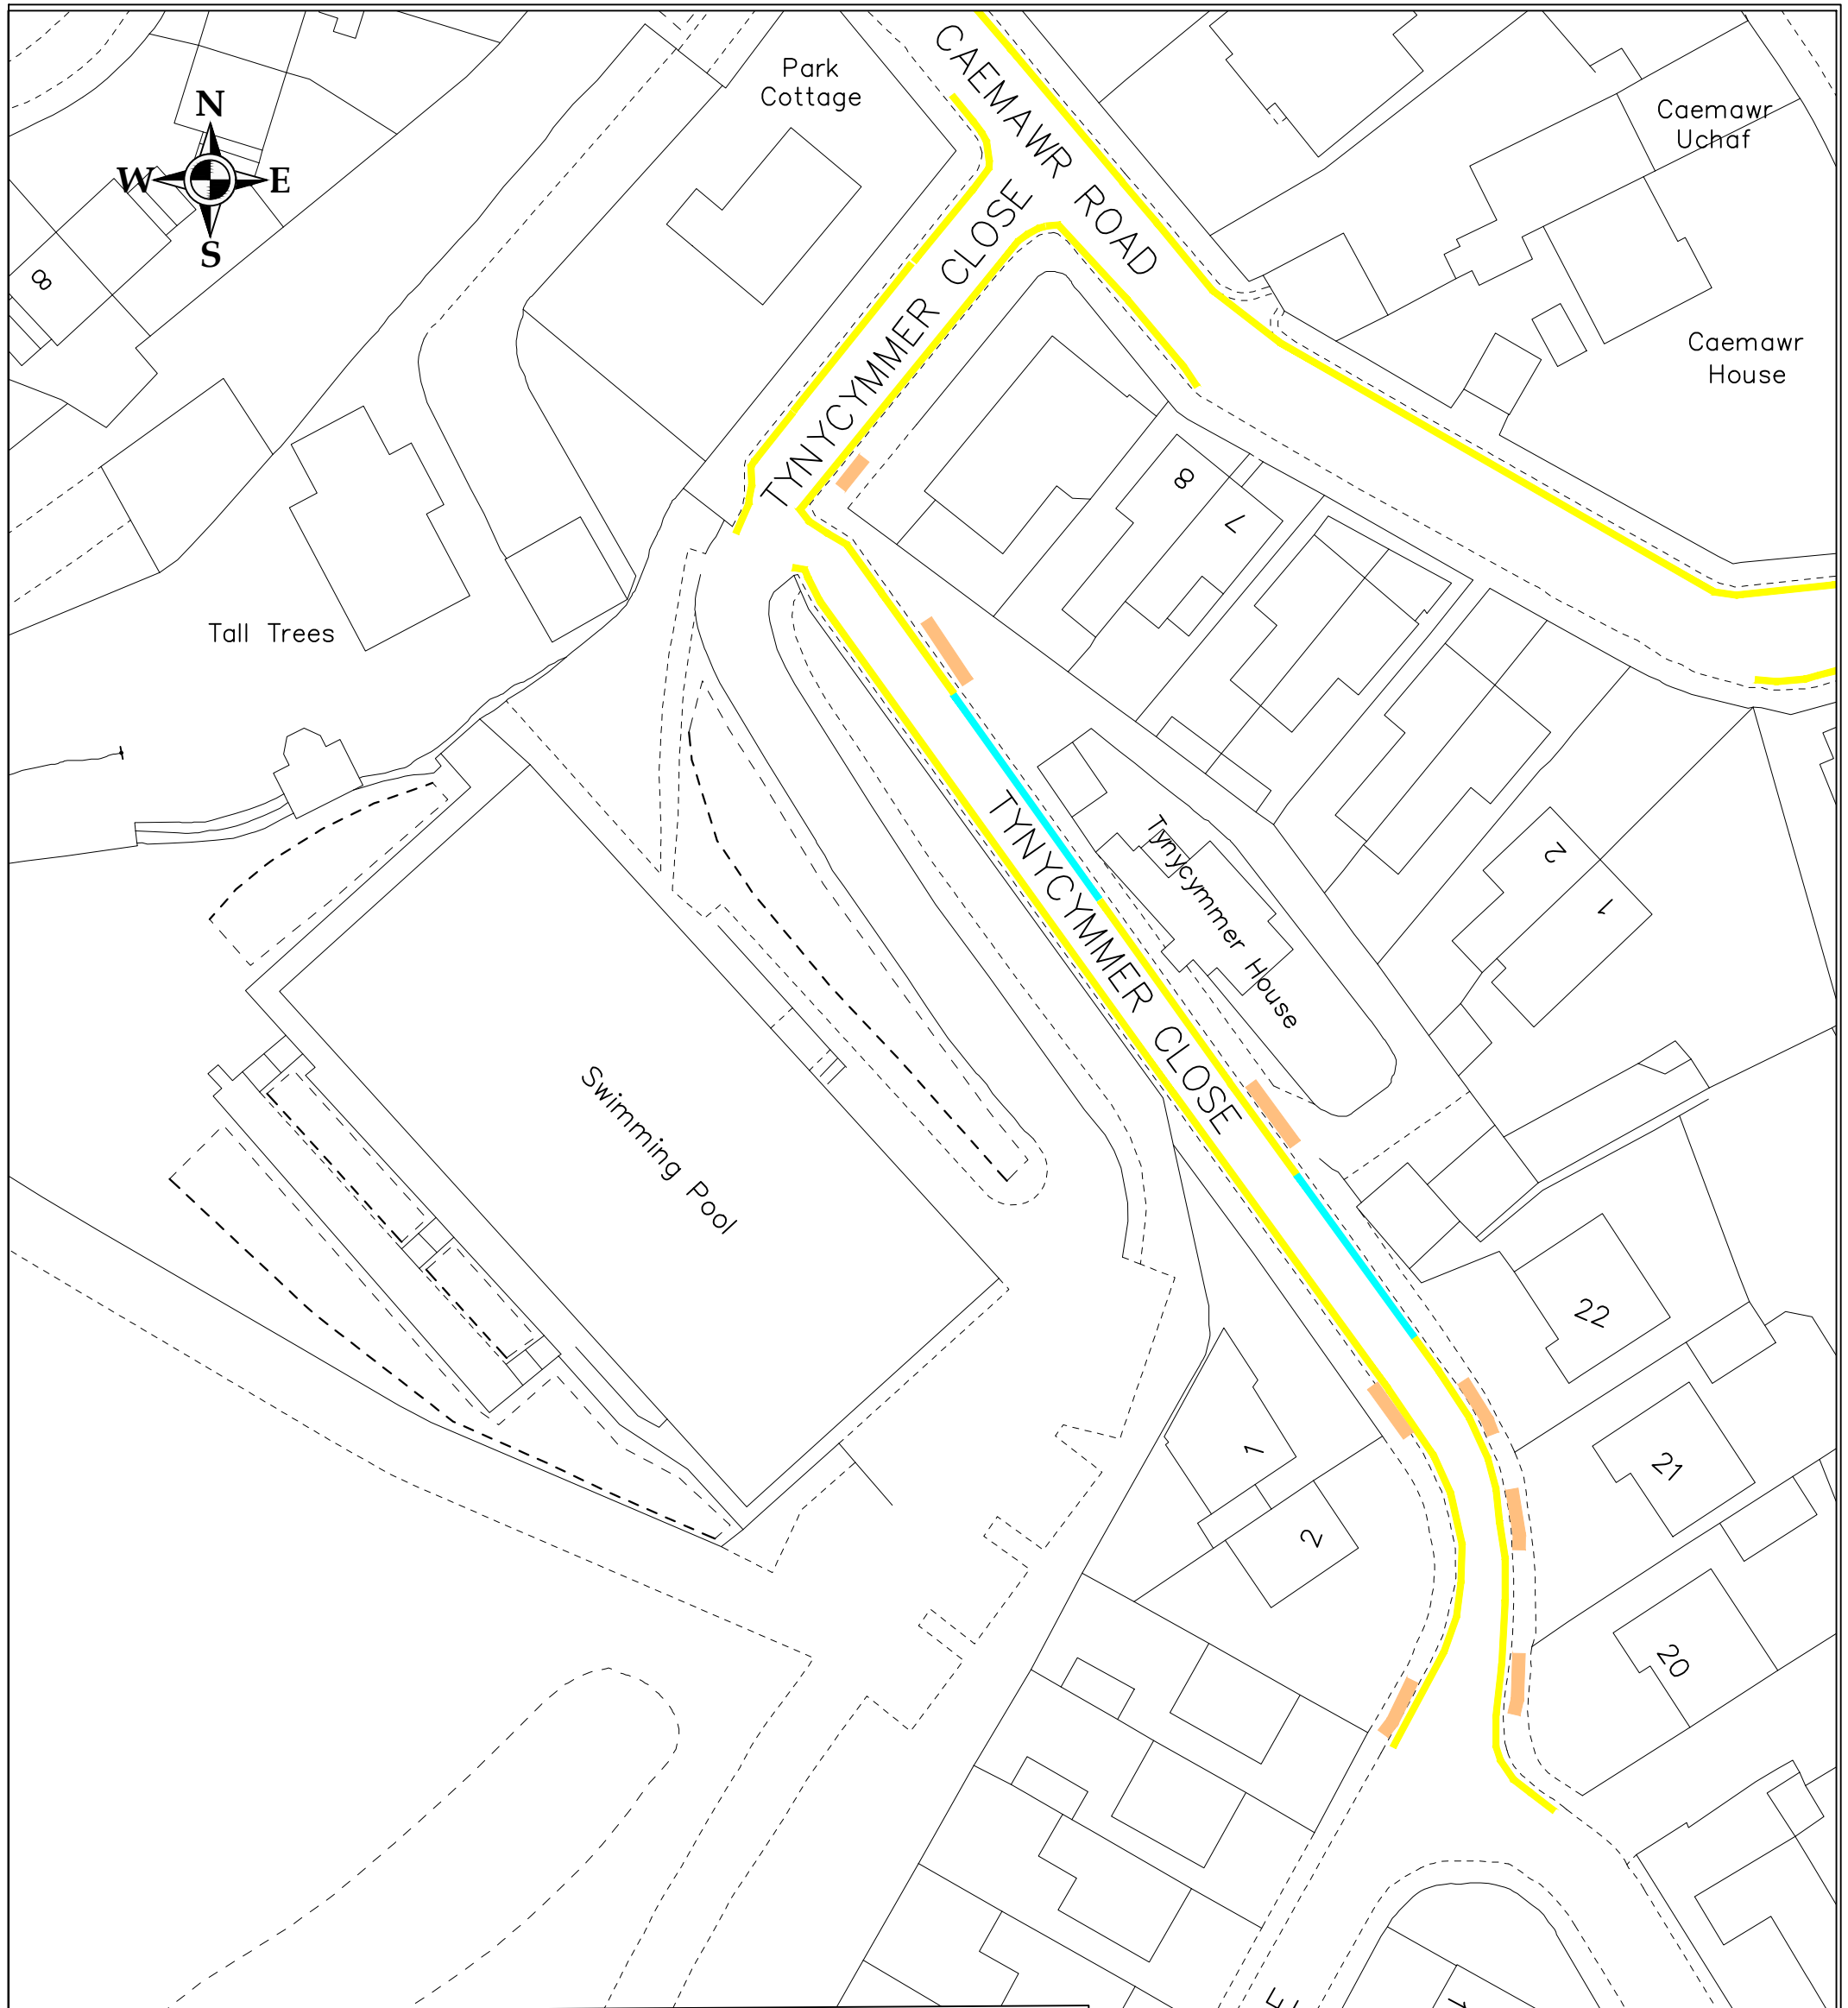 CAEMAWR ROAD
Park
Cottage
Caemawr
Uchaf
N
W E
S
8
TYNYCYMMER CLOSE
Caemawr
House
8
7
Tall Trees
TYNYCYMMER CLOSE
Tynycymmer House
2
1
Swimming Pool
22
1
21
2
20